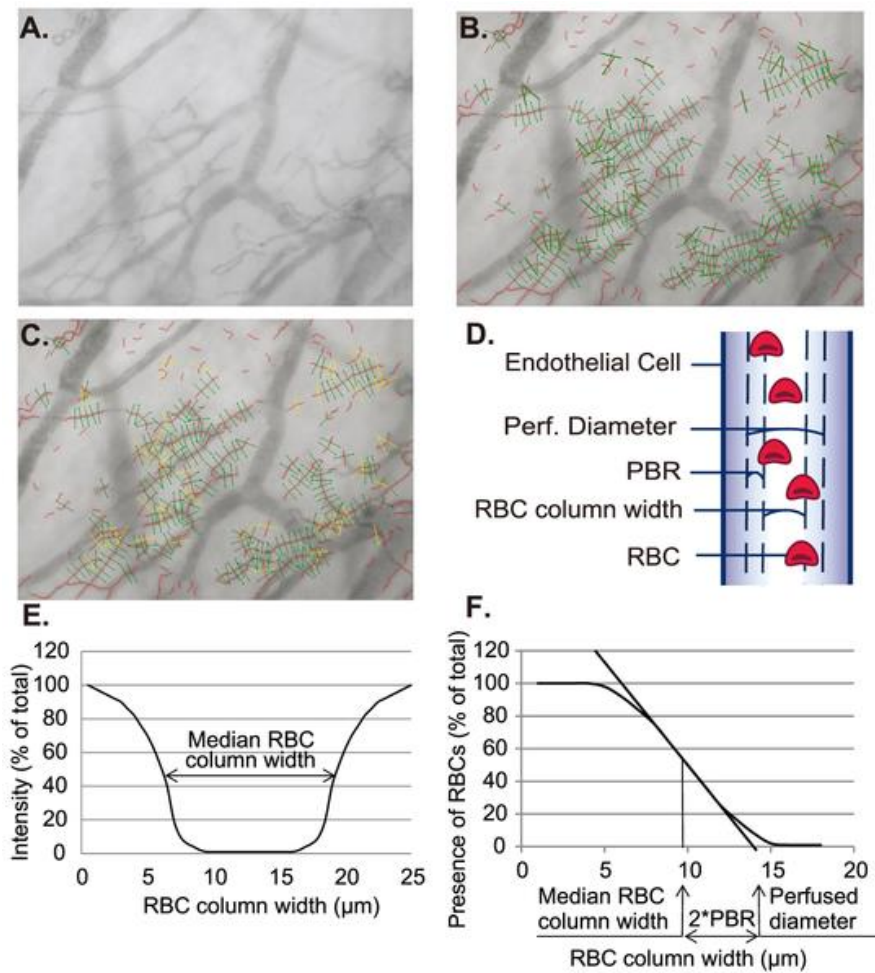 A.
B.
C.
D.
Endothelial Cell
Perf. Diameter
PBR
RBC column width
RBC
E.
Intensity (% of total)
120
100
80
60
40
20
0
Median RBC
column width
0 5 10 15 20 25
RBC column width (µm)
F.
Presence of RBCs (% of total)
120
100
80
60
40
20
0
0 5 10 15 20
Median RBC
column width
2*PBR
Perfused
diameter
RBC column width (µm)